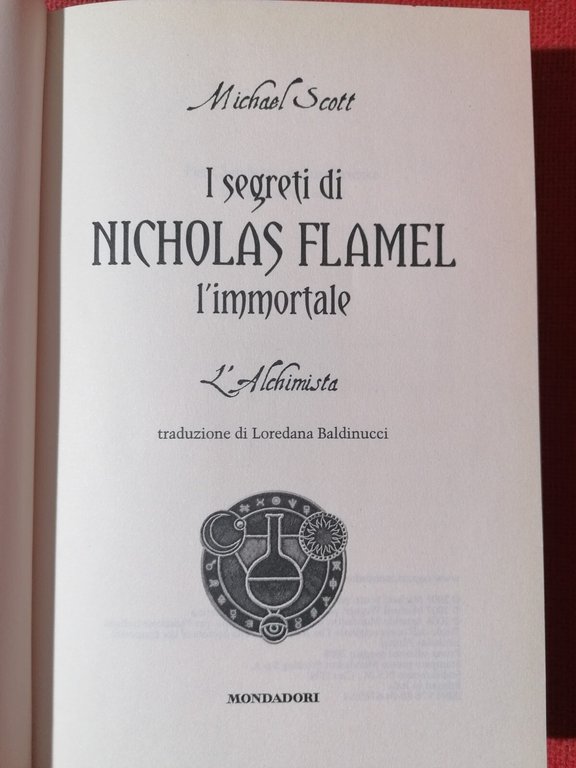 Michael Scott
I segreti di
NICHOLAS FLAMEL
l'immortale
L'Alchimista
traduzione di Loredana Baldinucci
MONDADORI